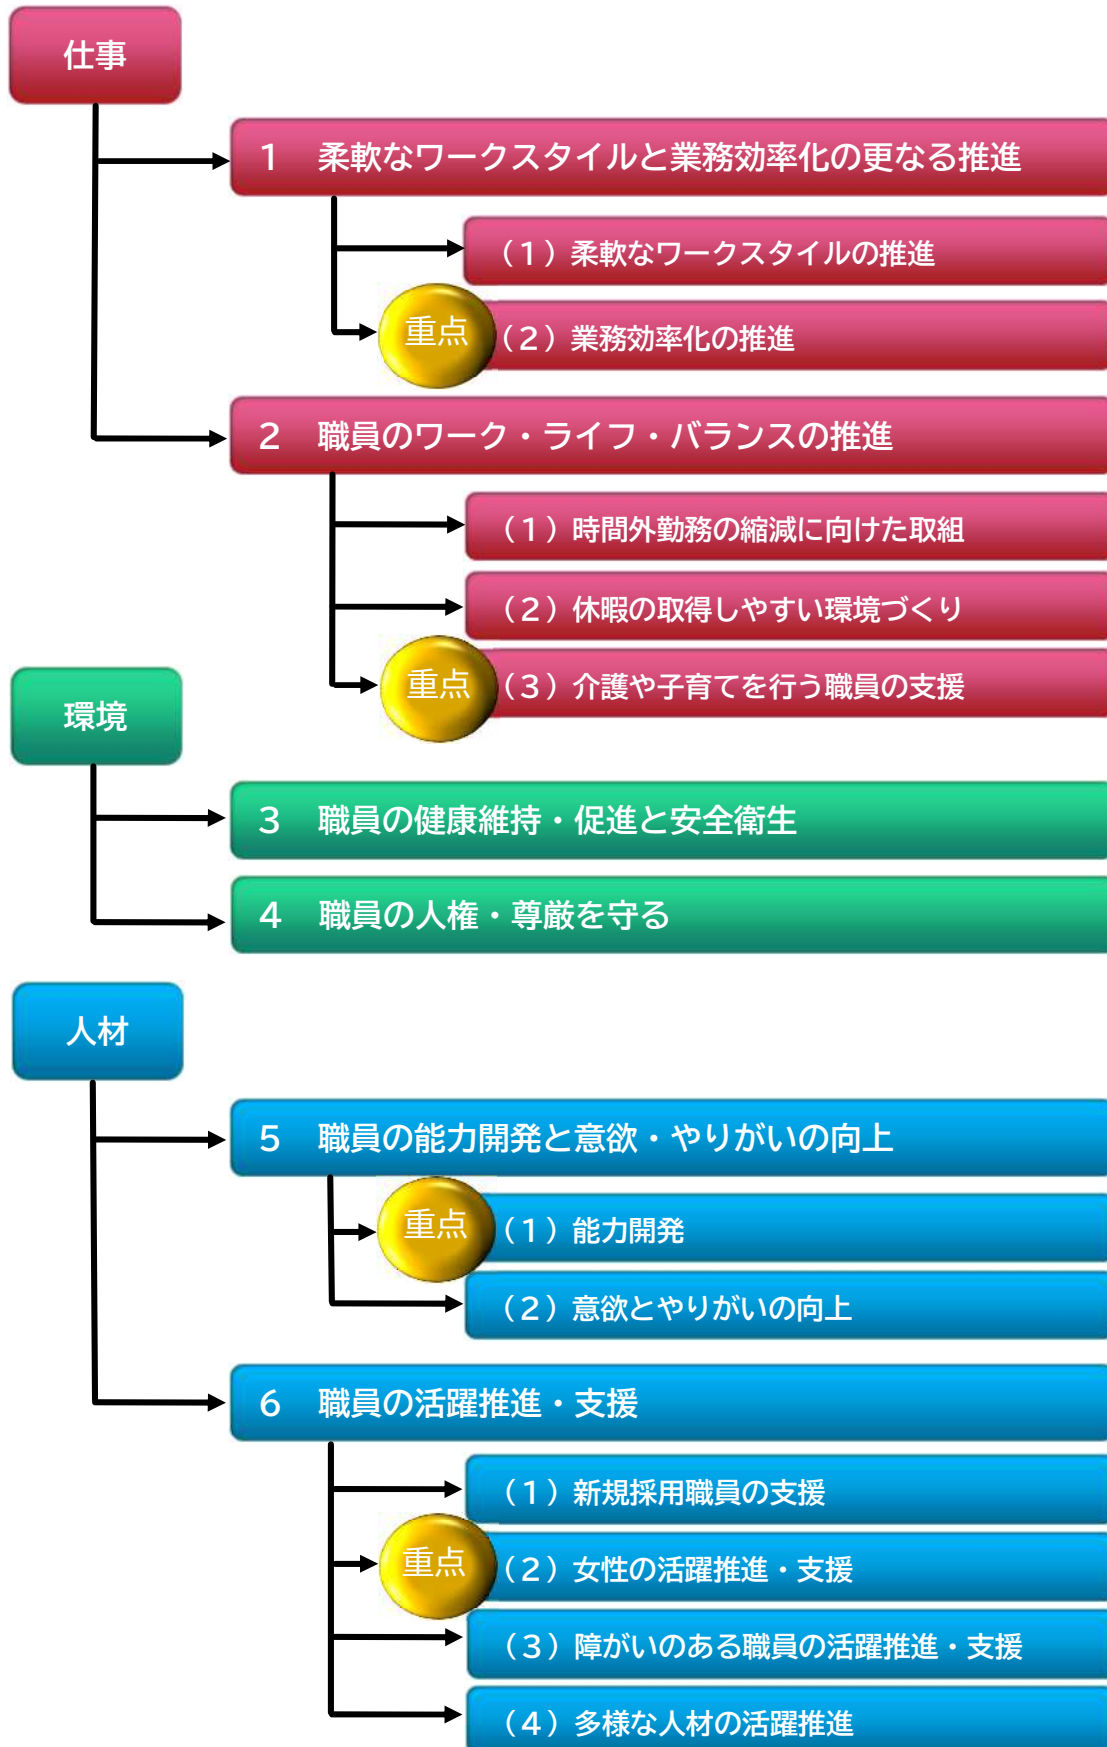 仕事
1 柔軟なワークスタイルと業務効率化の更なる推進
（1）柔軟なワークスタイルの推進
重点
（2）業務効率化の推進
2 職員のワーク・ライフ・バランスの推進
（1）時間外勤務の縮減に向けた取組
（2）休暇の取得しやすい環境づくり
重点
（3）介護や子育てを行う職員の支援
環境
3 職員の健康維持・促進と安全衛生
4 職員の人権・尊厳を守る
人材
5 職員の能力開発と意欲・やりがいの向上
重点
（1）能力開発
（2）意欲とやりがいの向上
6 職員の活躍推進・支援
（1）新規採用職員の支援
重点
（2）女性の活躍推進・支援
（3）障がいのある職員の活躍推進・支援
（4）多様な人材の活躍推進